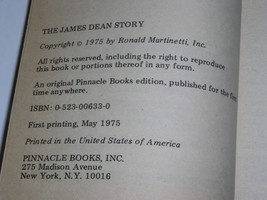 THE JAMES DEAN STORY
Copyright © 1975 by Ronald Martinetti, Inc.
All rights reserved, including the right to reproduce
this book or portions thereof in any form.
An original Pinnacle Books edition, published for the first
time anywhere.
ISBN: 0-523-00633-0
First printing, May 1975
Printed in the United States of America
PINNACLE BOOKS, INC.
275 Madison Avenue
New York, N.Y. 10016